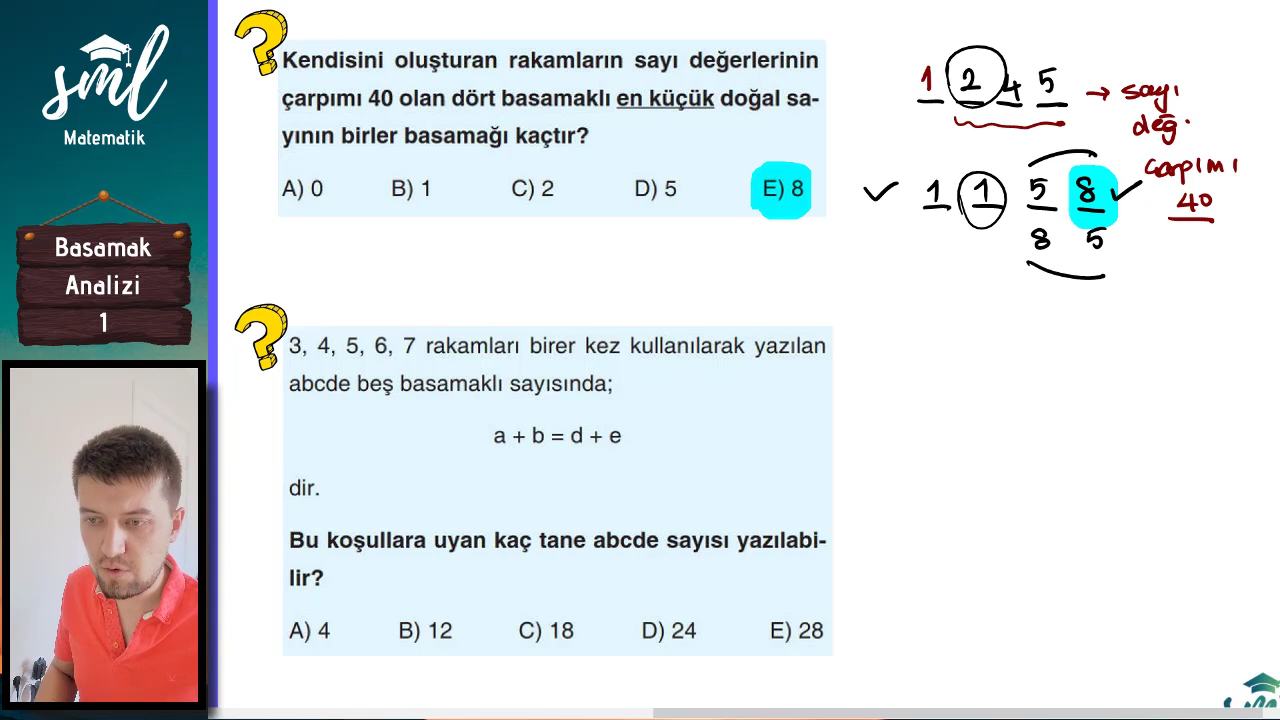 sml
Matematik
Basamak
Analizi
1
Kendisini oluşturan rakamların sayı değerlerinin
çarpımı 40 olan dört basamaklı en küçük doğal sa-
yının birler basamağı kaçtır?
A) 0 B) 1 C) 2 D) 5 E) 8
1 2 4 5 → sayı
değ.
çarpımı
40
1 1 5 8
8 5
3, 4, 5, 6, 7 rakamları birer kez kullanılarak yazılan
abcde beş basamaklı sayısında;
a + b = d + e
dir.
Bu koşullara uyan kaç tane abcde sayısı yazılabi-
lir?
A) 4 B) 12 C) 18 D) 24 E) 28